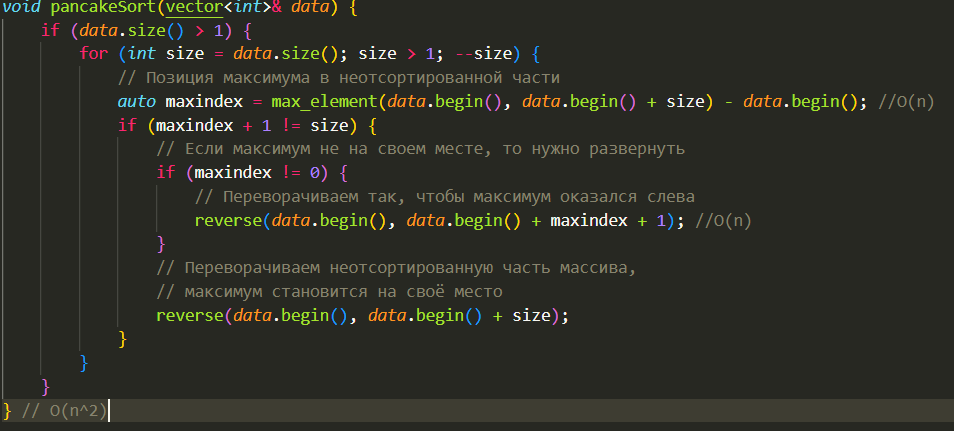 void pancakeSort(vector<int>& data) {
    if (data.size() > 1) {
        for (int size = data.size(); size > 1; --size) {
            // Позиция максимума в неотсортированной части
            auto maxindex = max_element(data.begin(), data.begin() + size) - data.begin(); //O(n)
            if (maxindex + 1 != size) {
                // Если максимум не на своем месте, то нужно развернуть
                if (maxindex != 0) {
                    // Переворачиваем так, чтобы максимум оказался слева
                    reverse(data.begin(), data.begin() + maxindex + 1); //O(n)
                }
                // Переворачиваем неотсортированную часть массива,
                // максимум становится на своё место
                reverse(data.begin(), data.begin() + size);
            }
        }
    }
} // O(n^2)